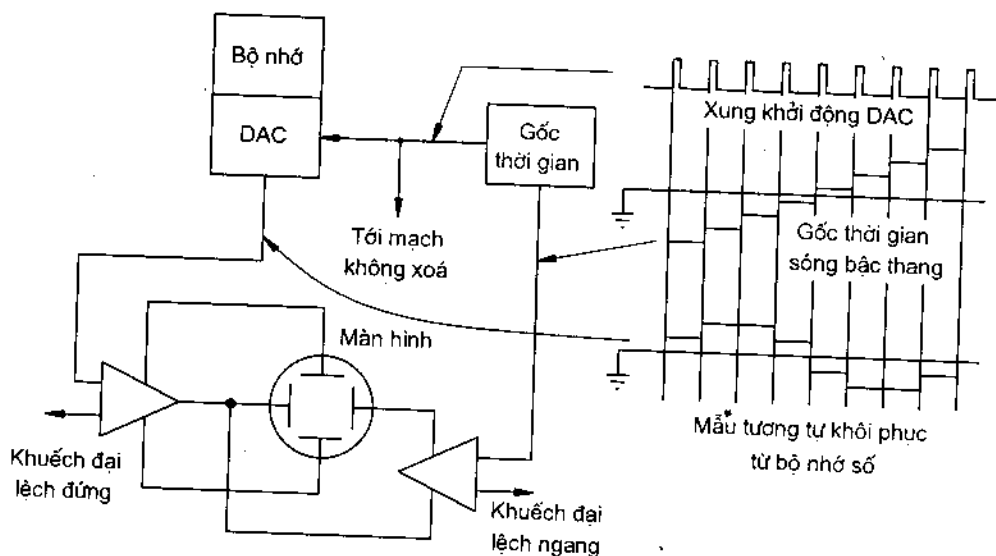 Bộ nhớ
DAC
Gốc
thời gian
Xung khởi động DAC
Tới mạch
không xoá
Gốc thời gian
sóng bậc thang
Màn hình
Khuếch đại
lệch đứng
Khuếch đại
lệch ngang
Mẫu tương tự khôi phục
từ bộ nhớ số